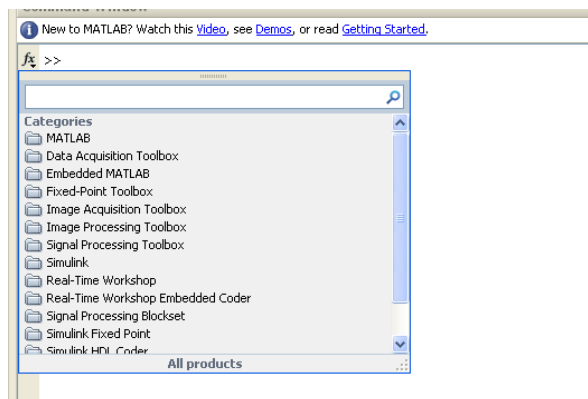 Command Window
New to MATLAB? Watch this Video, see Demos, or read Getting Started.
fx >>
Categories
MATLAB
Data Acquisition Toolbox
Embedded MATLAB
Fixed-Point Toolbox
Image Acquisition Toolbox
Image Processing Toolbox
Signal Processing Toolbox
Simulink
Real-Time Workshop
Real-Time Workshop Embedded Coder
Signal Processing Blockset
Simulink Fixed Point
Simulink HDL Coder
All products